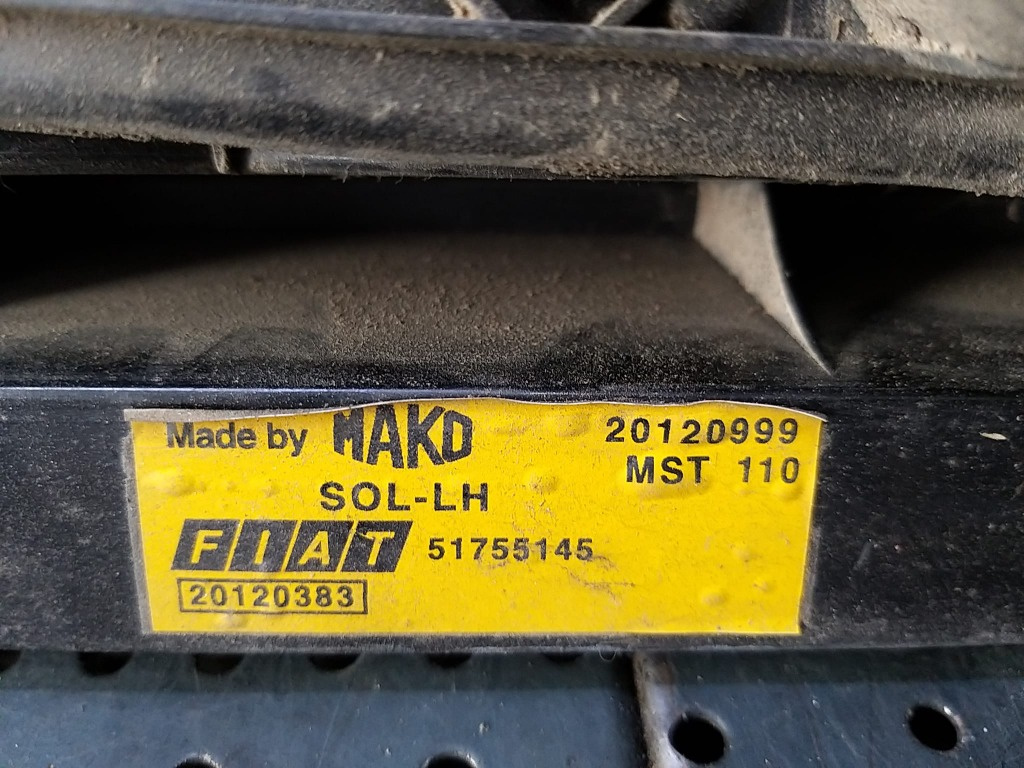 Made by MAKO 20120999
MST 110
SOL-LH
FIAT 51755145
20120383